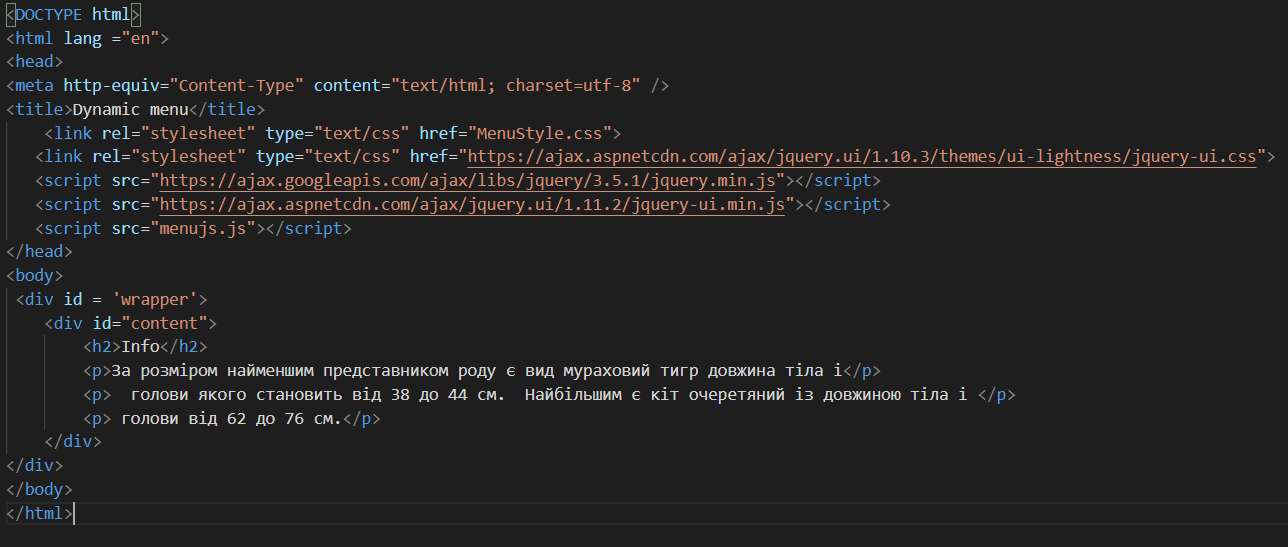 <DOCTYPE html>
<html lang ="en">
<head>
<meta http-equiv="Content-Type" content="text/html; charset=utf-8" />
<title>Dynamic menu</title>
<link rel="stylesheet" type="text/css" href="MenuStyle.css">
<link rel="stylesheet" type="text/css" href="https://ajax.aspnetcdn.com/ajax/jquery.ui/1.10.3/themes/ui-lightness/jquery-ui.css">
<script src="https://ajax.googleapis.com/ajax/libs/jquery/3.5.1/jquery.min.js"></script>
<script src="https://ajax.aspnetcdn.com/ajax/jquery.ui/1.11.2/jquery-ui.min.js"></script>
<script src="menujs.js"></script>
</head>
<body>
<div id = 'wrapper'>
<div id="content">
<h2>Info</h2>
<p>За розміром найменшим представником роду є вид мураховий тигр довжина тіла і</p>
<p>  голови якого становить від 38 до 44 см.  Найбільшим є кіт очеретяний із довжиною тіла і </p>
<p> голови від 62 до 76 см.</p>
</div>
</div>
</body>
</html>